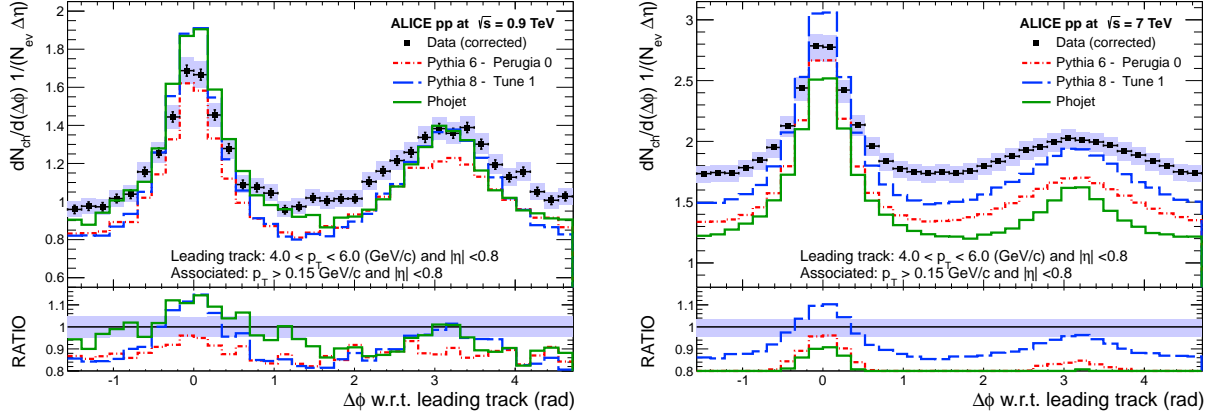 dN_ch/d(Δϕ) 1/(N_ev Δη)
2
1.8
1.6
1.4
1.2
1
0.8
0.6
ALICE pp at √s = 0.9 TeV
Data (corrected)
Pythia 6 - Perugia 0
Pythia 8 - Tune 1
Phojet
Leading track: 4.0 < p_T < 6.0 (GeV/c) and |η| <0.8
Associated: p_T > 0.15 GeV/c and |η| <0.8
RATIO
1.1
1
0.9
0.8
-1 0 1 2 3 4
Δϕ w.r.t. leading track (rad)
dN_ch/d(Δϕ) 1/(N_ev Δη)
3
2.5
2
1.5
1
ALICE pp at √s = 7 TeV
Data (corrected)
Pythia 6 - Perugia 0
Pythia 8 - Tune 1
Phojet
Leading track: 4.0 < p_T < 6.0 (GeV/c) and |η| <0.8
Associated: p_T > 0.15 GeV/c and |η| <0.8
RATIO
1.1
1
0.9
0.8
-1 0 1 2 3 4
Δϕ w.r.t. leading track (rad)